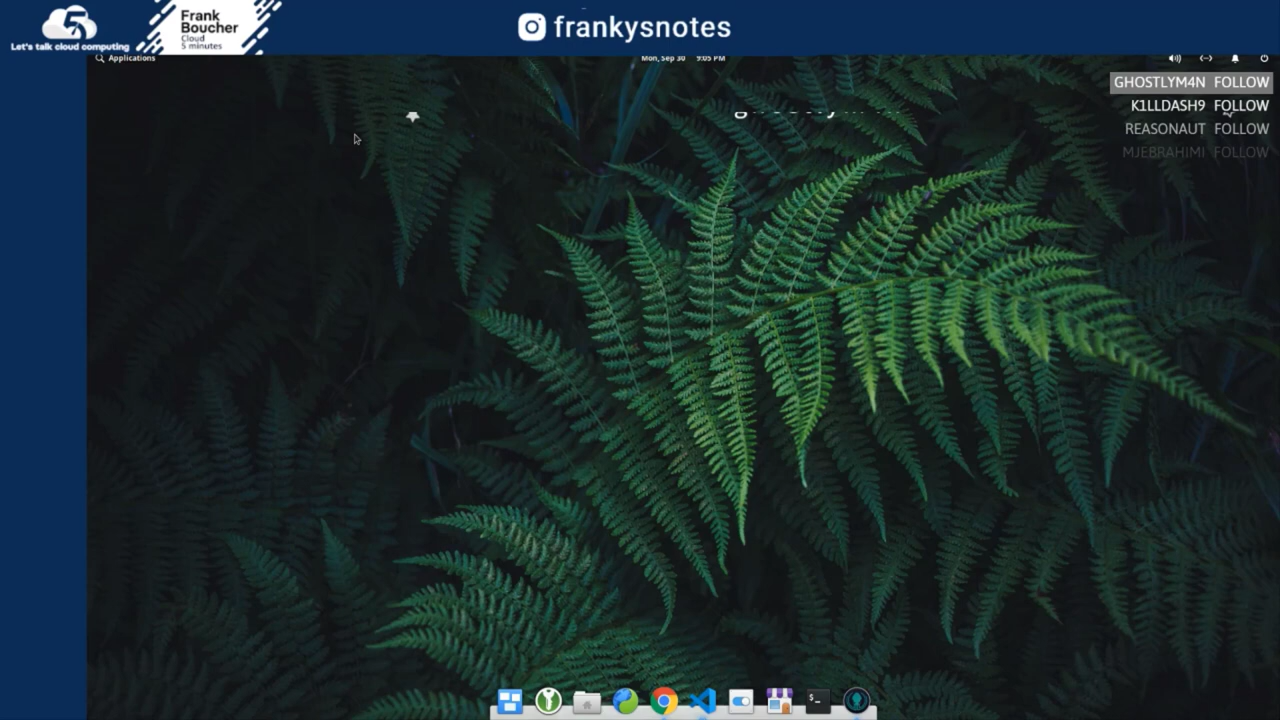 5
Let's talk cloud computing
Frank
Boucher
Cloud
5 minutes
frankysnotes
Applications
Mon, Sep 30 9:05 PM
GHOSTLYM4N FOLLOW
K1LLDASH9 FOLLOW
REASONAUT FOLLOW
MJEBRAHIMI FOLLOW